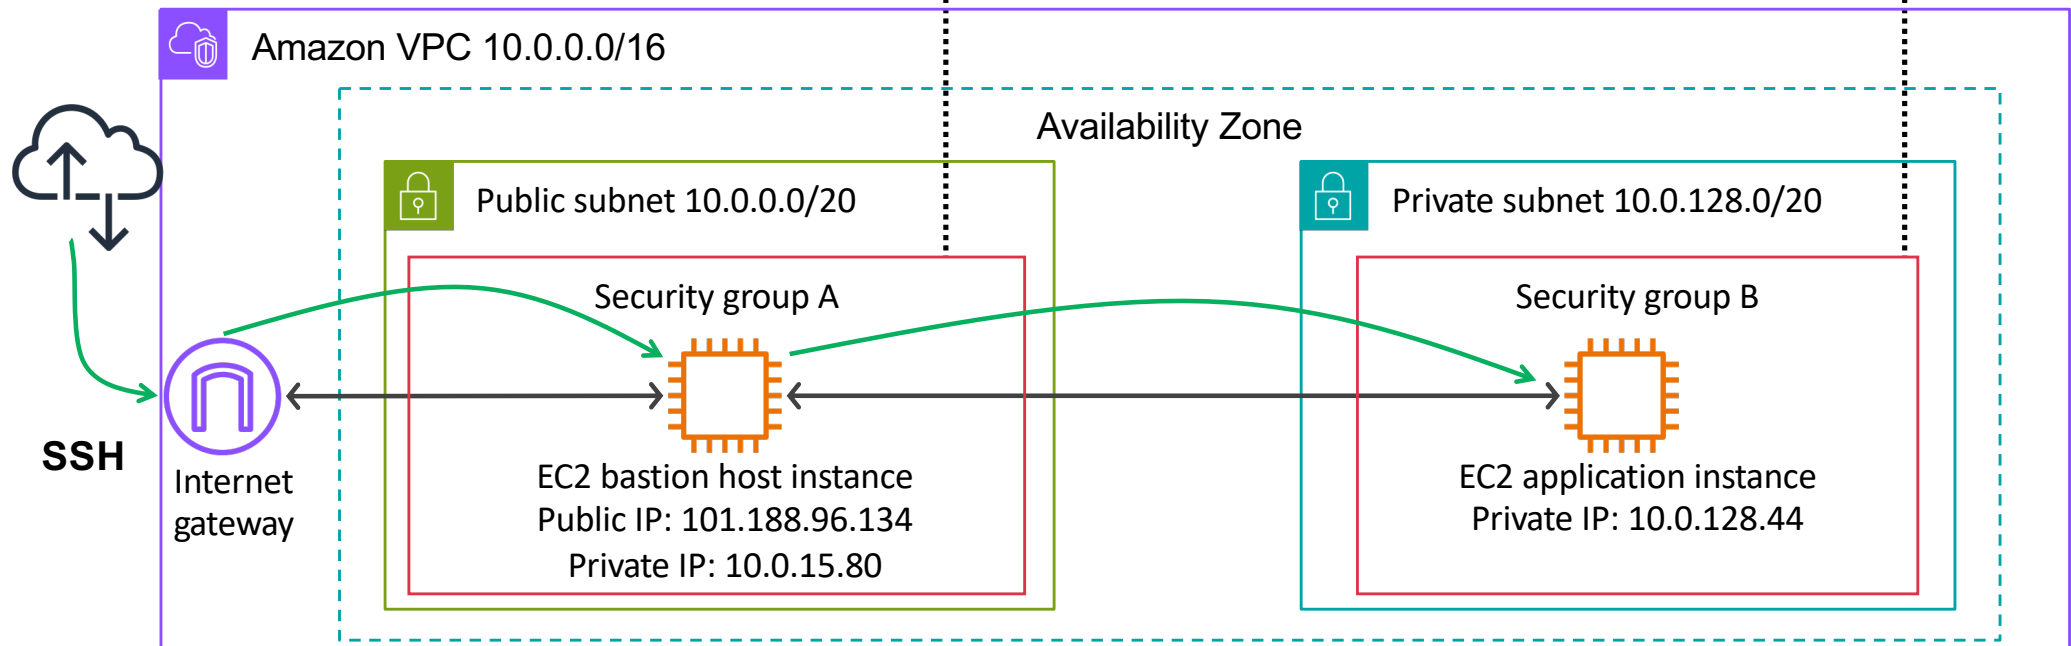 Amazon VPC 10.0.0.0/16
Availability Zone
Public subnet 10.0.0.0/20
Private subnet 10.0.128.0/20
Security group A
Security group B
SSH
Internet
gateway
EC2 bastion host instance
Public IP: 101.188.96.134
Private IP: 10.0.15.80
EC2 application instance
Private IP: 10.0.128.44